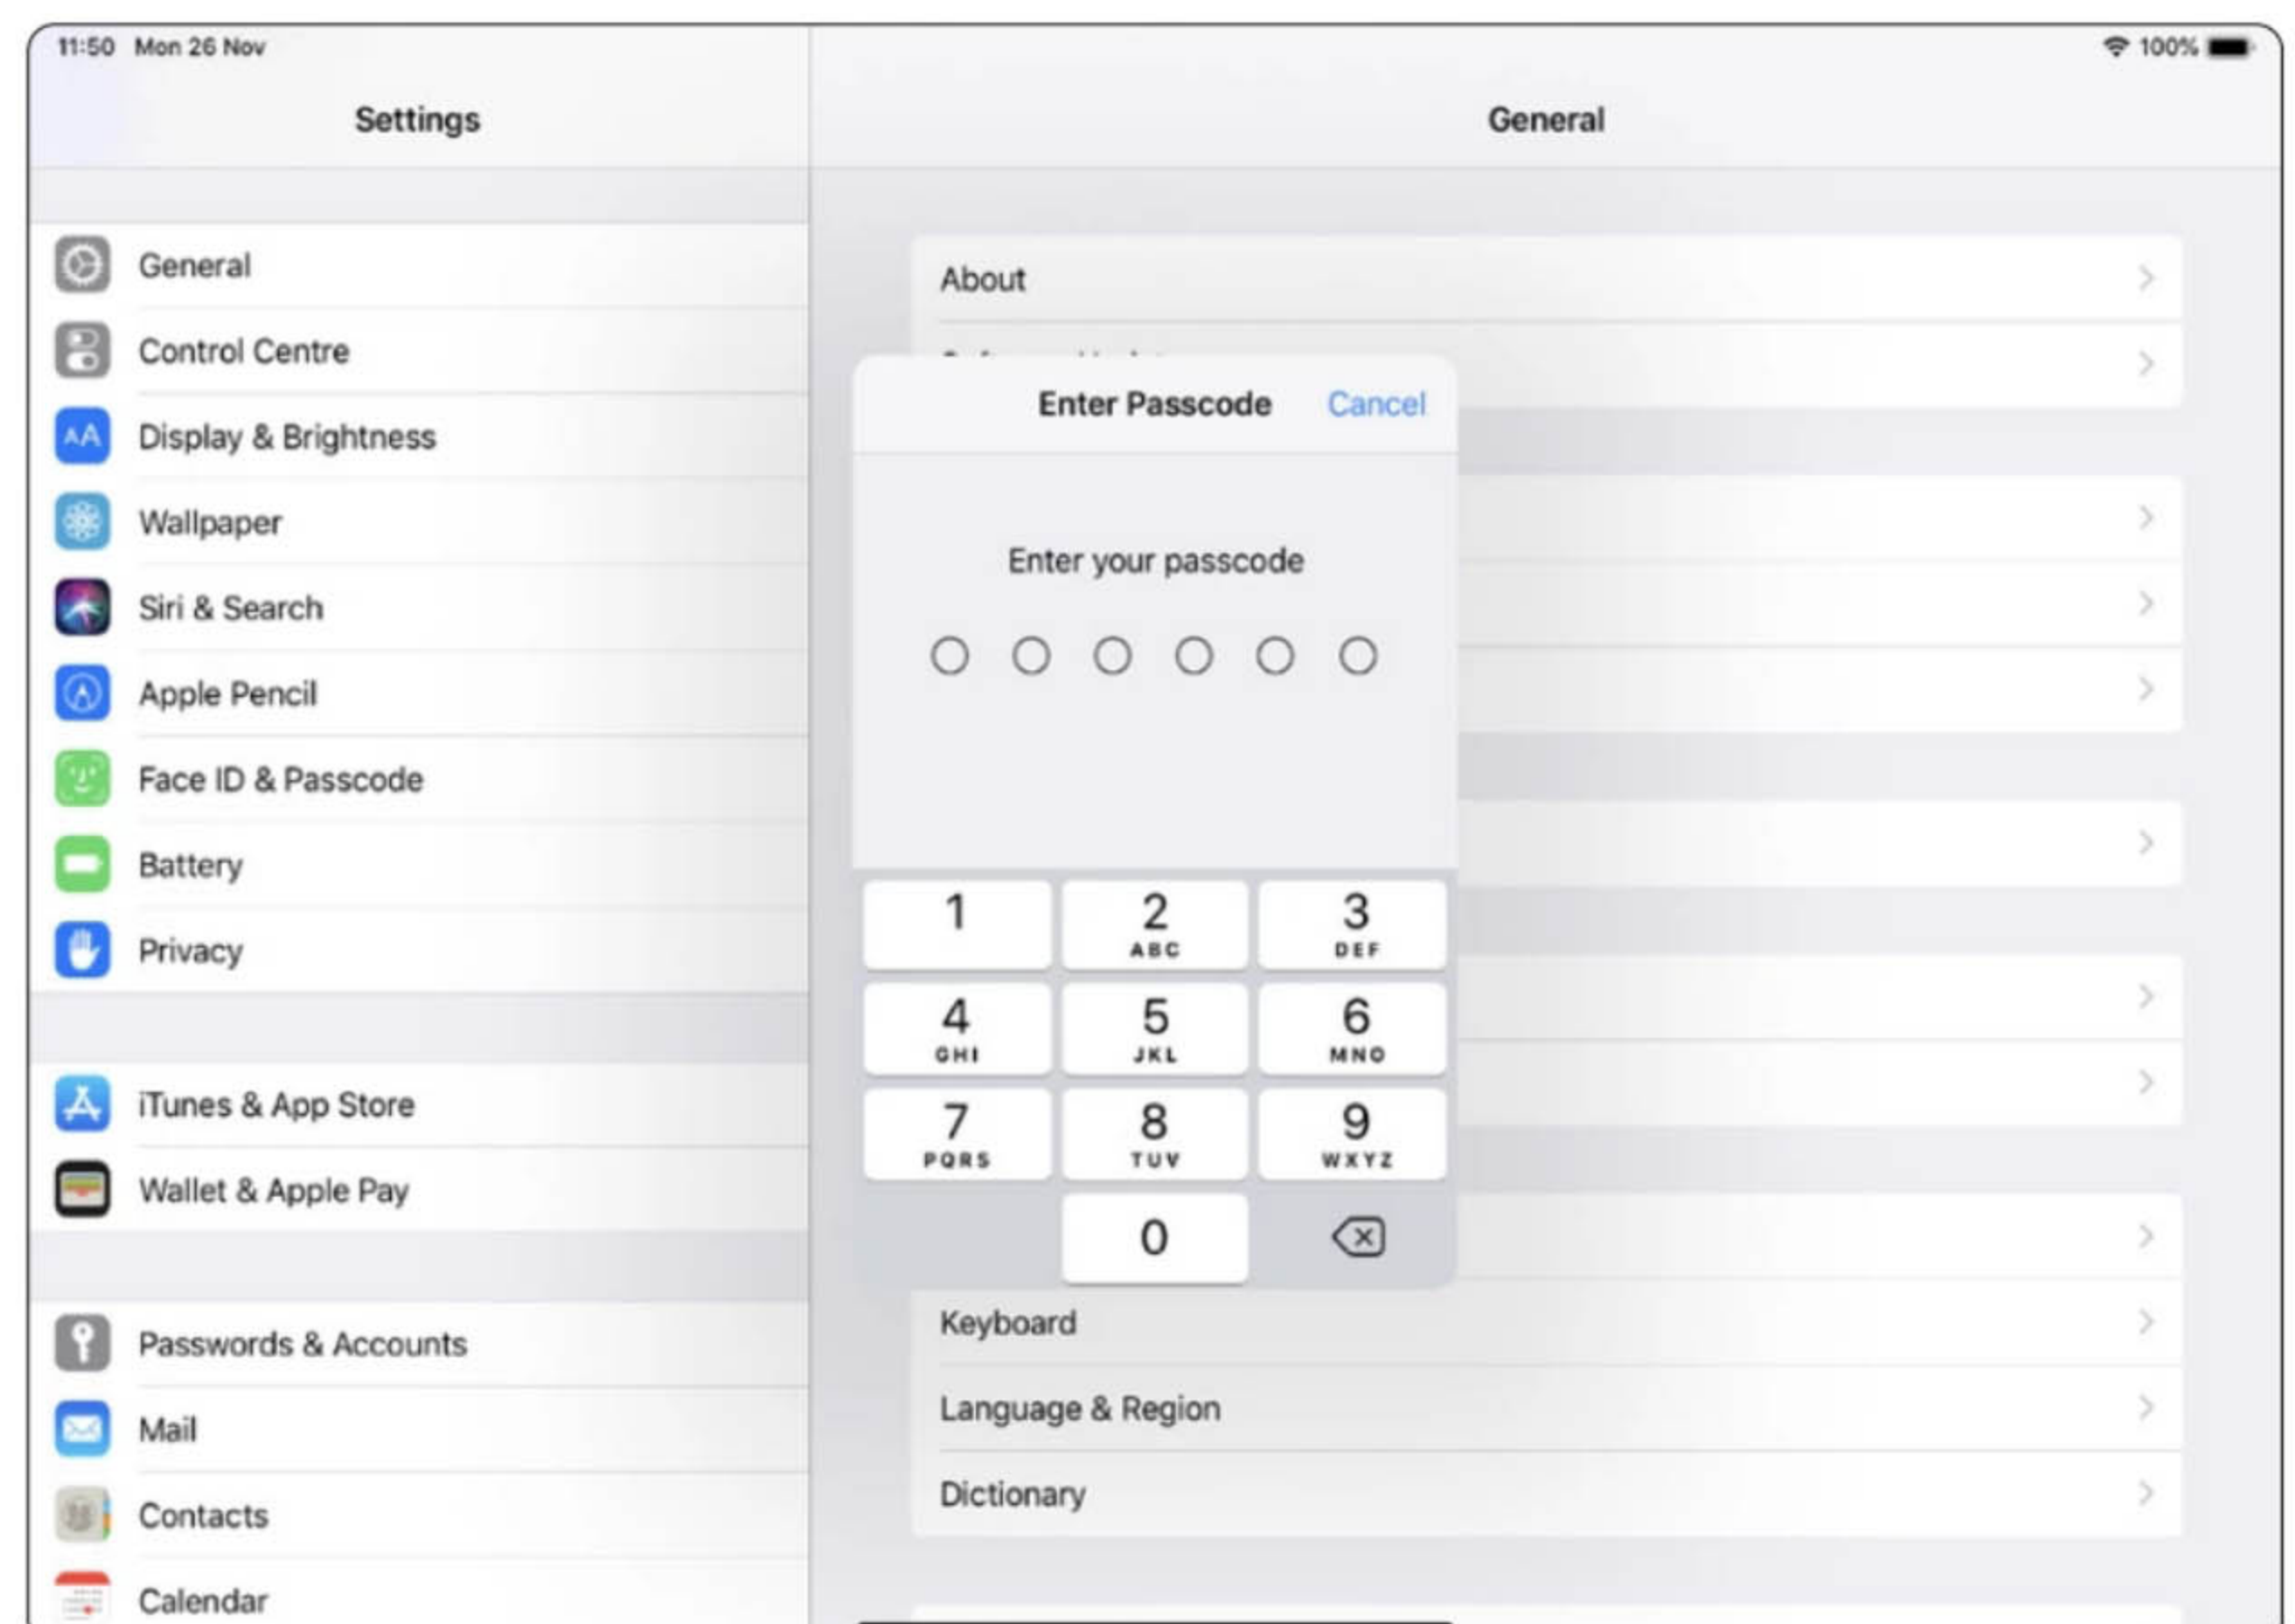 11:50 Mon 26 Nov
100%
Settings
General
General
Control Centre
Display & Brightness
AA
Wallpaper
Siri & Search
Apple Pencil
Face ID & Passcode
Battery
Privacy
iTunes & App Store
Wallet & Apple Pay
Passwords & Accounts
Mail
Contacts
Calendar
About
Enter Passcode
Cancel
Enter your passcode
1
2
ABC
3
DEF
4
GHI
5
JKL
6
MNO
7
PQRS
8
TUV
9
WXYZ
0
Keyboard
Language & Region
Dictionary